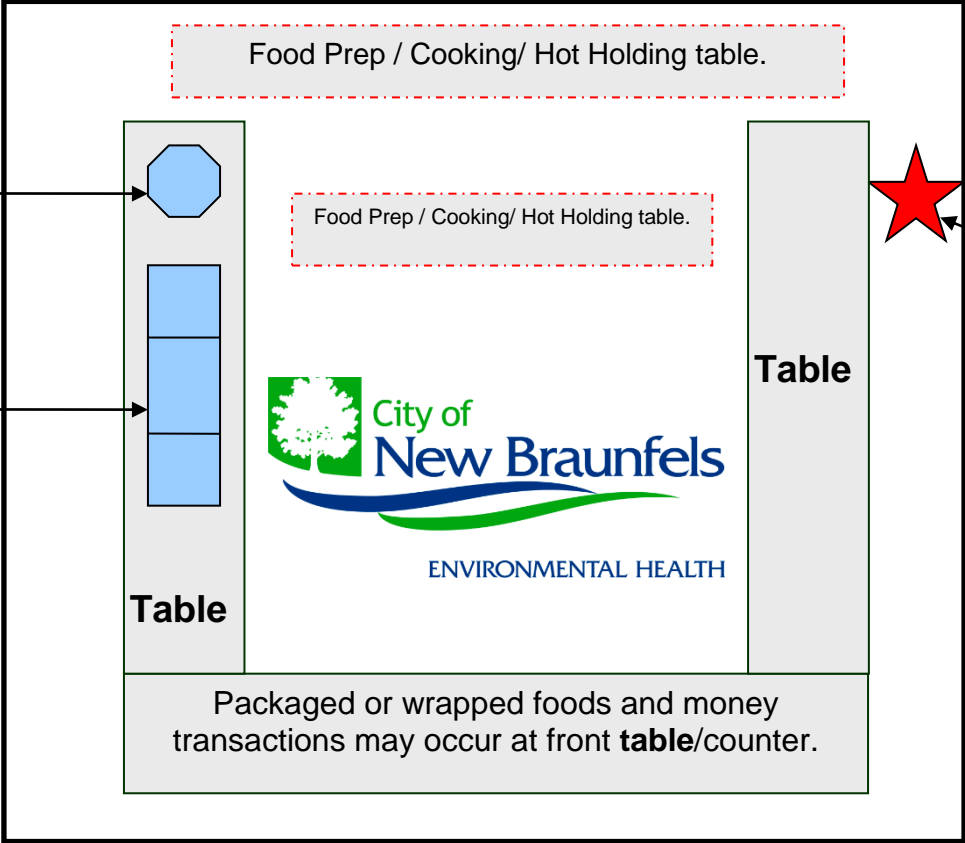 Food Prep / Cooking/ Hot Holding table.
Food Prep / Cooking/ Hot Holding table.
Table
City of
New Braunfels
ENVIRONMENTAL HEALTH
Table
Packaged or wrapped foods and money
transactions may occur at front table/counter.